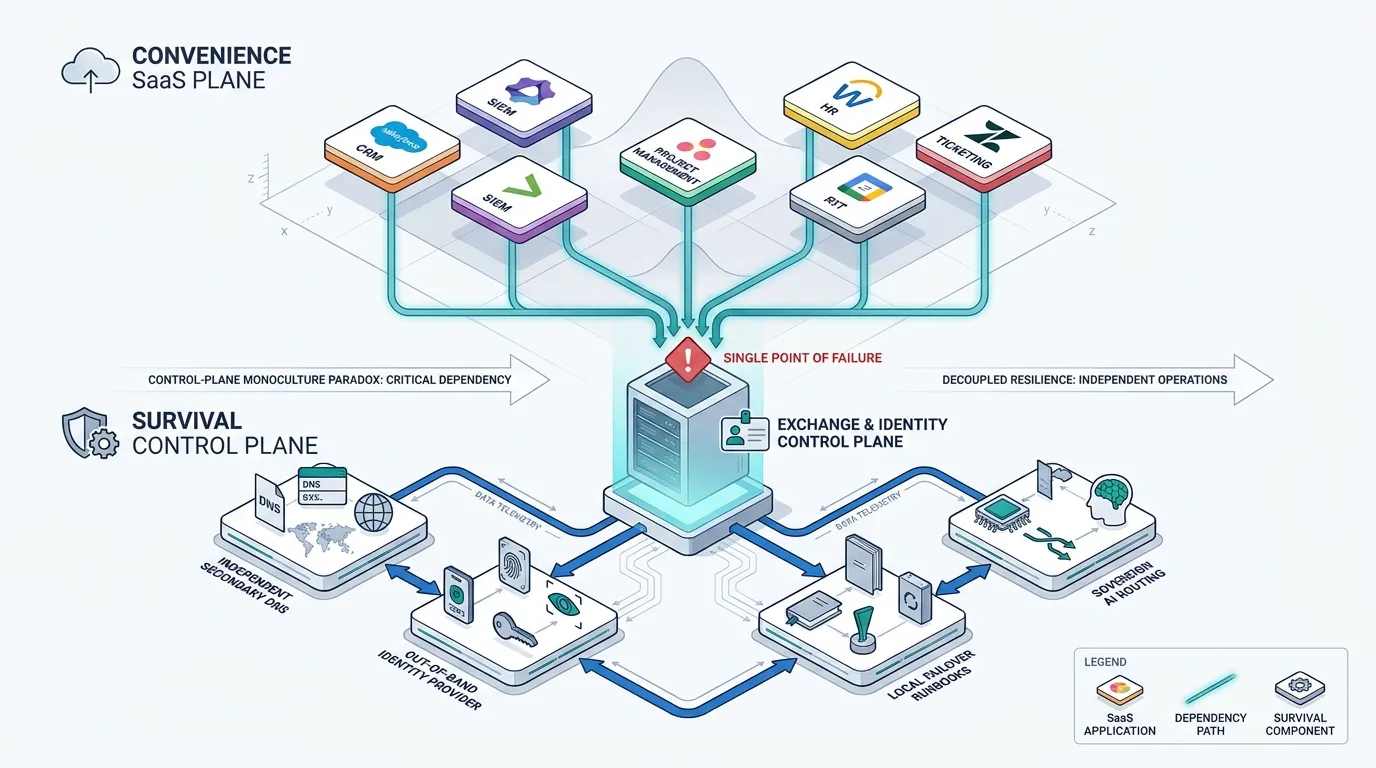 CONVENIENCE
SaaS PLANE
SIEM
CRM
SIEM
PROJECT
MANAGEMENT
W
HR
TICKETING
SINGLE POINT OF FAILURE
CONTROL-PLANE MONOCULTURE PARADOX: CRITICAL DEPENDENCY
DECOUPLED RESILIENCE: INDEPENDENT OPERATIONS
SURVIVAL
CONTROL PLANE
EXCHANGE & IDENTITY
CONTROL PLANE
DNS
DNS
DATA TELEMETRY
INDEPENDENT
SECONDARY DNS
OUT-OF-BAND
IDENTITY PROVIDER
LOCAL FAILOVER
RUNBOOKS
SOVEREIGN
AI ROUTING
LEGEND
SaaS
APPLICATION
DEPENDENCY
PATH
SURVIVAL
COMPONENT
z
y
x
y
z